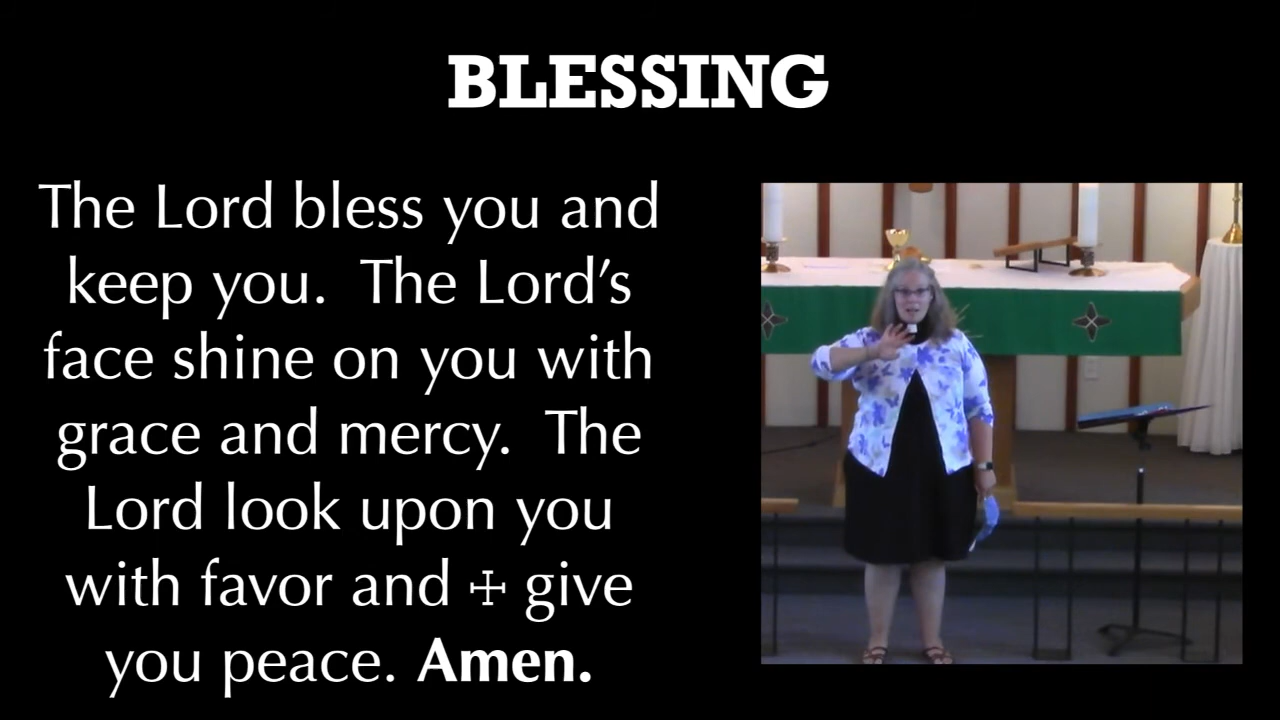 BLESSING
The Lord bless you and
keep you.  The Lord’s
face shine on you with
grace and mercy.  The
Lord look upon you
with favor and ☩ give
you peace. Amen.